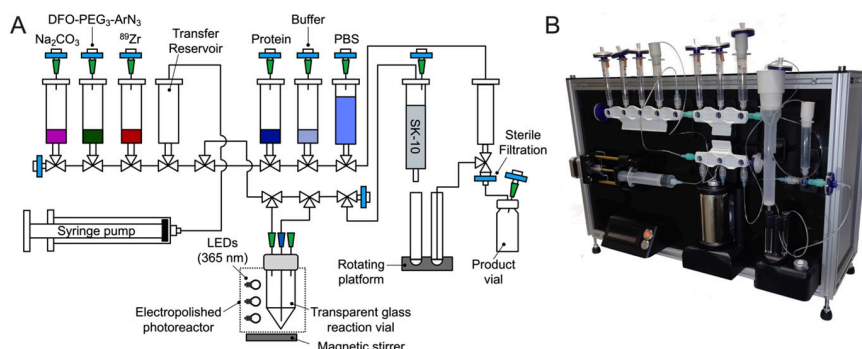 A
DFO-PEG₃-ArN₃
Na₂CO₃
⁸⁹Zr
Transfer
Reservoir
Protein
Buffer
PBS
SK-10
Sterile
Filtration
Syringe pump
LEDs
(365 nm)
Electropolished
photoreactor
Transparent glass
reaction vial
Magnetic stirrer
Rotating
platform
Product
vial
B